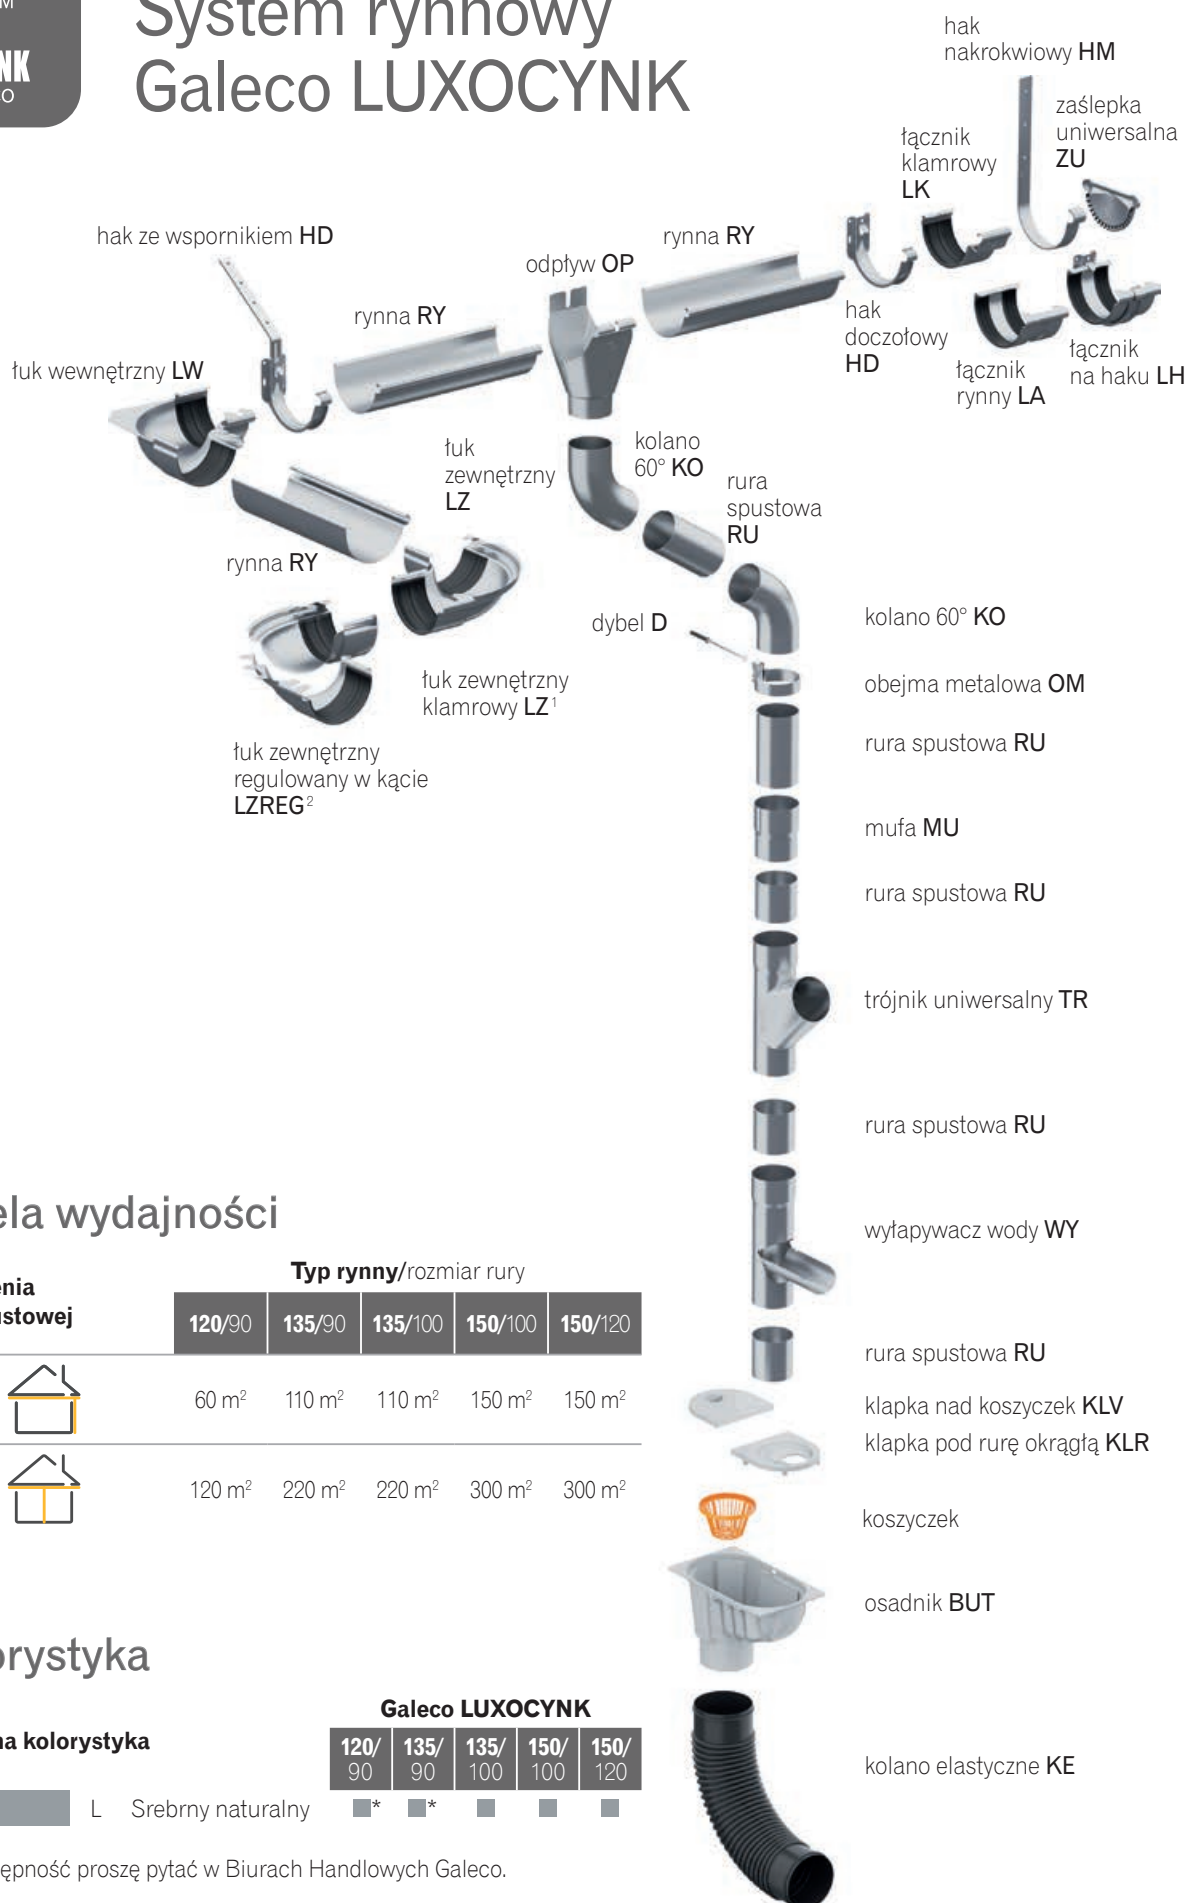 System rynnowy
Galeco LUXOCYNK
hak
nakrokwiowy HM
zaślepka
uniwersalna
ZU
łącznik
klamrowy
LK
hak ze wspornikiem HD
rynna RY
odpływ OP
rynna RY
hak
doczołowy
HD
łącznik
rynny LA
łącznik
na haku LH
łuk wewnętrzny LW
łuk
zewnętrzny
LZ
kolano
60° KO
rura
spustowa
RU
rynna RY
dybel D
łuk zewnętrzny
klamrowy LZ¹
łuk zewnętrzny
regulowany w kącie
LZREG²
kolano 60° KO
obejma metalowa OM
rura spustowa RU
mufa MU
rura spustowa RU
trójnik uniwersalny TR
rura spustowa RU
wyłapywacz wody WY
rura spustowa RU
klapka nad koszyczek KLV
klapka pod rurę okrągłą KLR
koszyczek
osadnik BUT
kolano elastyczne KE
ela wydajności
enia
ustowej
Typ rynny/rozmiar rury
120/90 135/90 135/100 150/100 150/120
60 m² 110 m² 110 m² 150 m² 150 m²
120 m² 220 m² 220 m² 300 m² 300 m²
orystyka
na kolorystyka
Galeco LUXOCYNK
120/ 135/ 135/ 150/ 150/
90 90 100 100 120
L Srebrny naturalny * *
ępność proszę pytać w Biurach Handlowych Galeco.